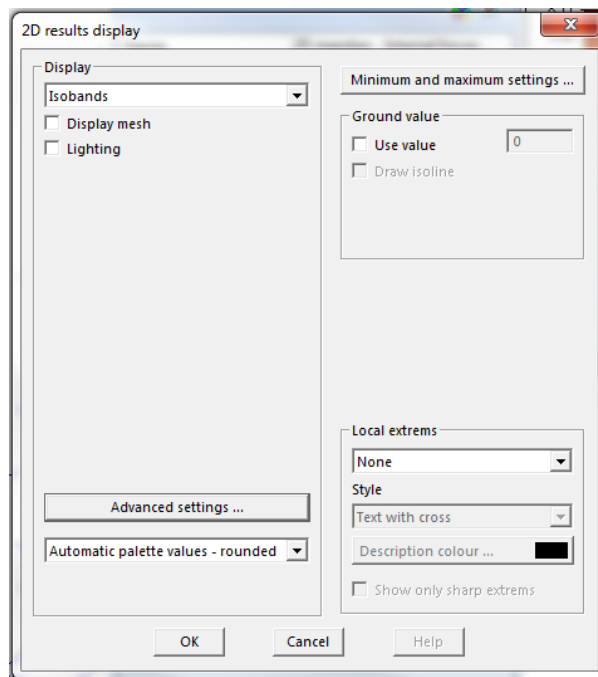 2D results display
Display
Isobands
Display mesh
Lighting
Advanced settings ...
Automatic palette values - rounded
Minimum and maximum settings ...
Ground value
Use value
0
Draw isoline
Local extrems
None
Style
Text with cross
Description colour ...
Show only sharp extrems
OK
Cancel
Help